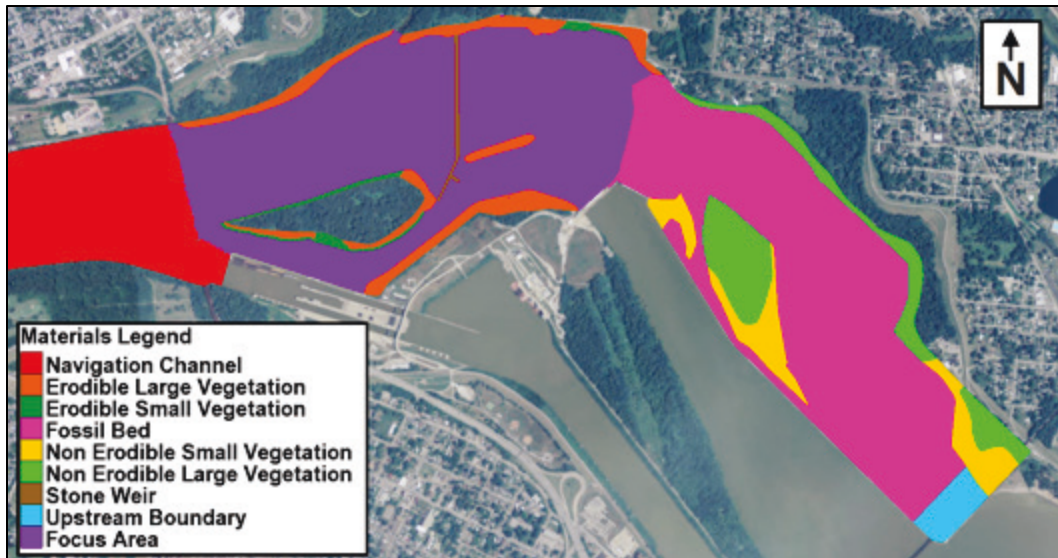 N
Materials Legend
Navigation Channel
Erodible Large Vegetation
Erodible Small Vegetation
Fossil Bed
Non Erodible Small Vegetation
Non Erodible Large Vegetation
Stone Weir
Upstream Boundary
Focus Area